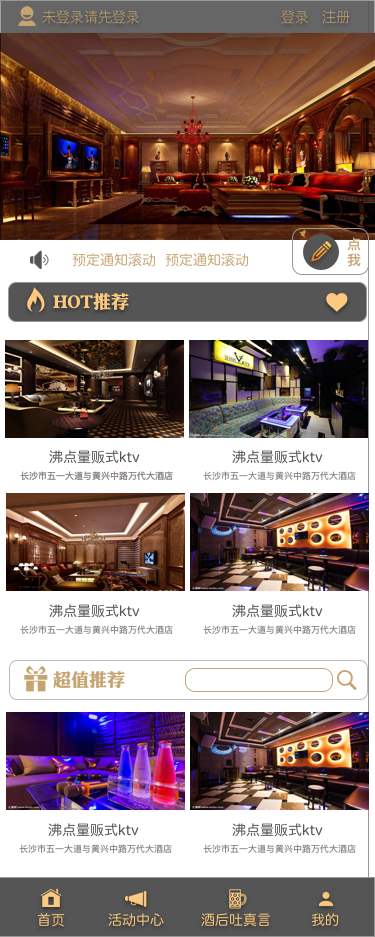 未登录请先登录
登录 注册
预定通知滚动 预定通知滚动
点
我
HOT推荐
沸点量贩式ktv
长沙市五一大道与黄兴中路万代大酒店
沸点量贩式ktv
长沙市五一大道与黄兴中路万代大酒店
沸点量贩式ktv
长沙市五一大道与黄兴中路万代大酒店
沸点量贩式ktv
长沙市五一大道与黄兴中路万代大酒店
超值推荐
沸点量贩式ktv
长沙市五一大道与黄兴中路万代大酒店
沸点量贩式ktv
长沙市五一大道与黄兴中路万代大酒店
首页 活动中心 酒后吐真言 我的